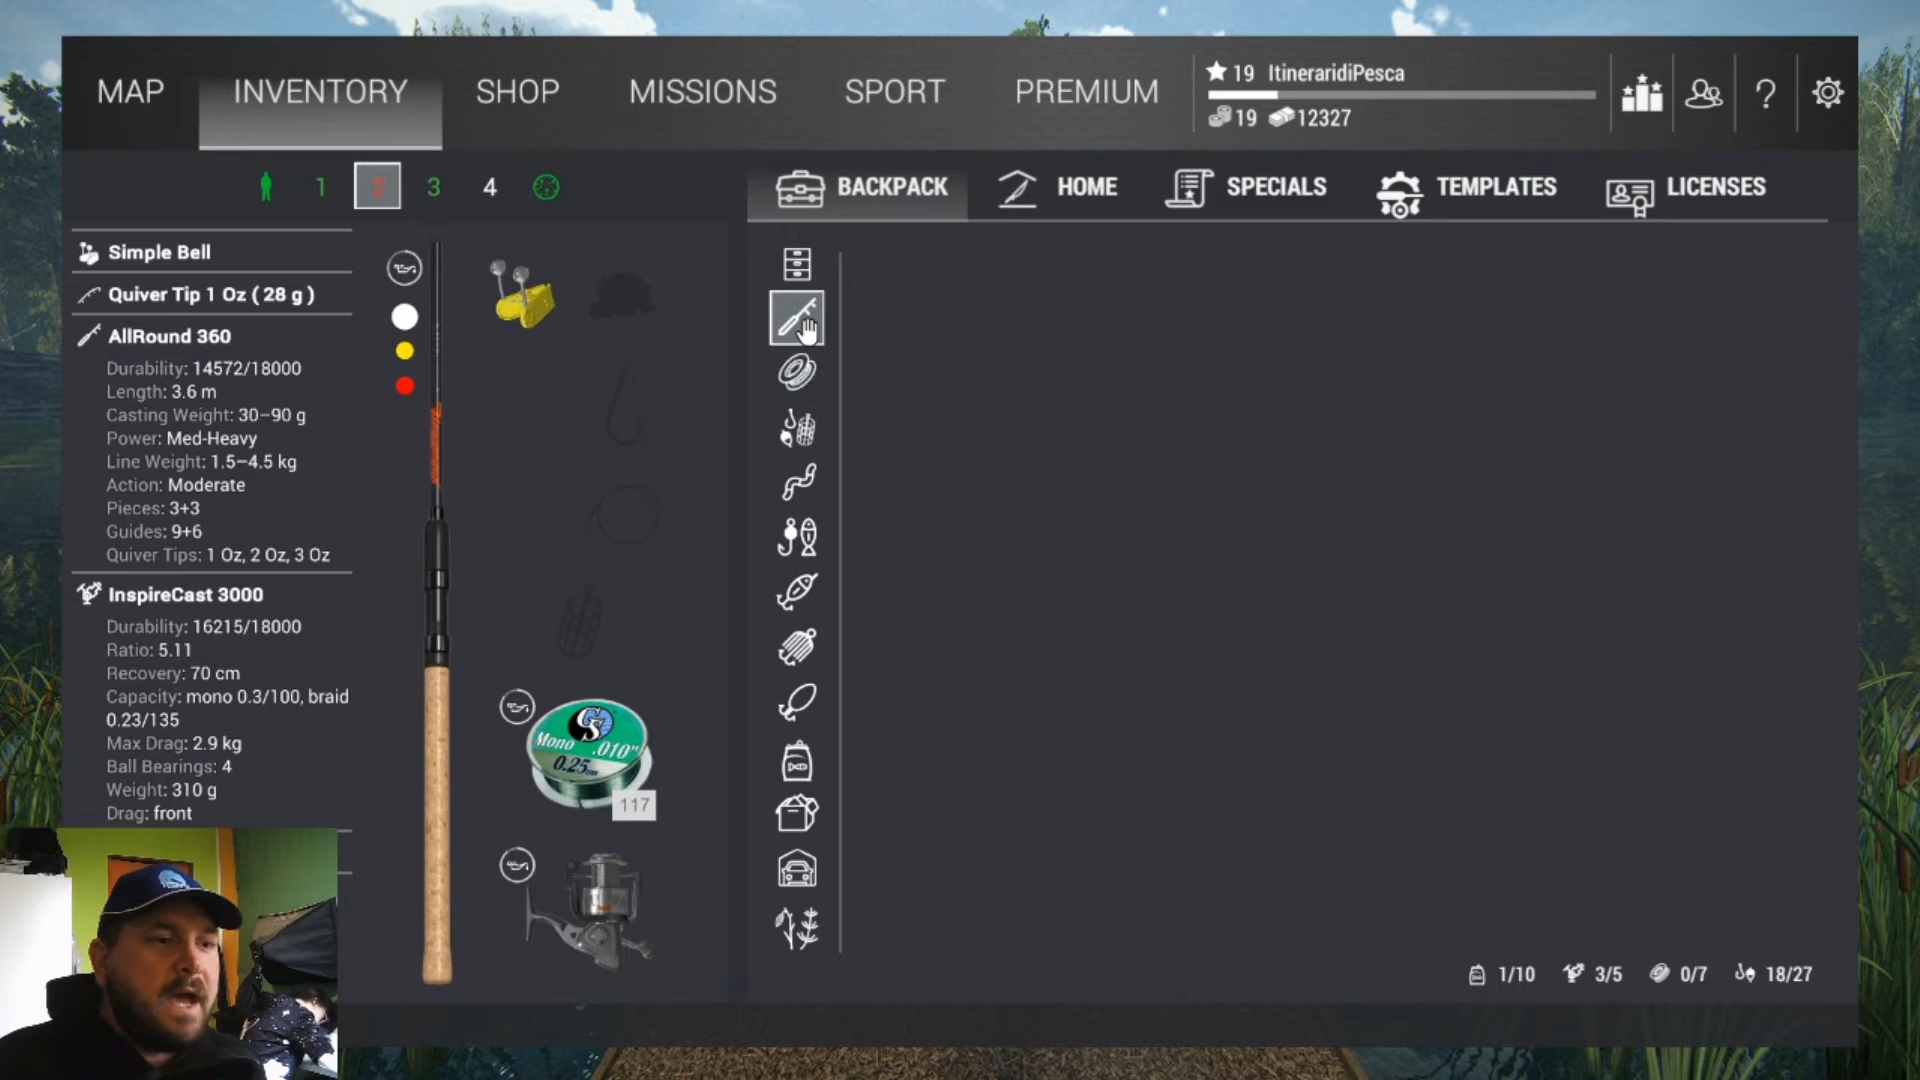 MAP
INVENTORY
SHOP
MISSIONS
SPORT
PREMIUM
19 ItineraridiPesca
19 12327
?
1
2
3
4
BACKPACK
HOME
SPECIALS
TEMPLATES
LICENSES
Simple Bell
Quiver Tip 1 Oz ( 28 g )
AllRound 360
Durability: 14572/18000
Length: 3.6 m
Casting Weight: 30–90 g
Power: Med-Heavy
Line Weight: 1.5–4.5 kg
Action: Moderate
Pieces: 3+3
Guides: 9+6
Quiver Tips: 1 Oz, 2 Oz, 3 Oz
InspireCast 3000
Durability: 16215/18000
Ratio: 5.11
Recovery: 70 cm
Capacity: mono 0.3/100, braid
0.23/135
Max Drag: 2.9 kg
Ball Bearings: 4
Weight: 310 g
Drag: front
GS
Mono .010"
0.25mm
117
1/10
3/5
0/7
18/27